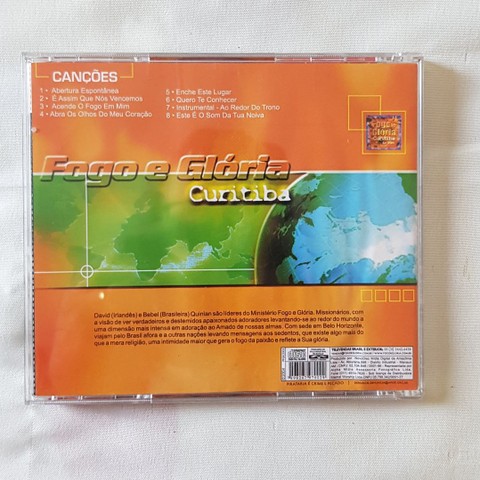 CANÇÕES
1 • Abertura Espontânea
2 • É Assim Que Nós Vencemos
3 • Acende O Fogo Em Mim
4 • Abra Os Olhos Do Meu Coração
5 • Enche Este Lugar
6 • Quero Te Conhecer
7 • Instrumental - Ao Redor Do Trono
8 • Este É O Som Da Tua Noiva
Fogo e Glória
Curitiba
Fogo e Glória
Curitiba
David (irlandês) e Bebel (Brasileira) Quinlan são líderes do Ministério Fogo e Glória. Missionários, com
a visão de ver verdadeiros e destemidos apaixonados adoradores levantando-se ao redor do mundo a
uma dimensão mais intensa em adoração ao Amado de nossas almas. Com sede em Belo Horizonte,
viajam pelo Brasil afora e a outras nações levando mensagens aos sedentos, que existe algo mais do
que a mera religião, uma intimidade maior que gera o fogo da paixão e reflete a Sua glória.